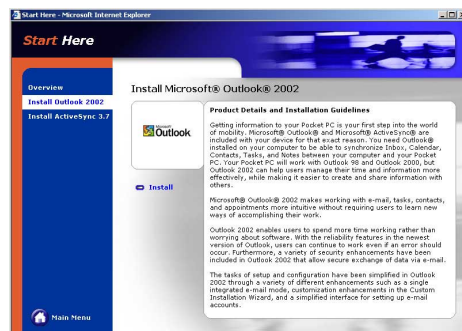 Start Here - Microsoft Internet Explorer
Start Here
Overview
Install Outlook 2002
Install ActiveSync 3.7
Main Menu
Install Microsoft® Outlook® 2002
Microsoft
Outlook
Install
Product Details and Installation Guidelines
Getting information to your Pocket PC is your first step into the world
of mobility. Microsoft® Outlook® and Microsoft® ActiveSync® are
included with your device for that exact reason. You need Outlook®
installed on your computer to be able to synchronize Inbox, Calendar,
Contacts, Tasks, and Notes between your computer and your Pocket
PC. Your Pocket PC will work with Outlook 98 and Outlook 2000, but
Outlook 2002 can help users manage their time and information more
effectively, while making it easier to create and share information with
others.
Microsoft® Outlook® 2002 makes working with e-mail, tasks, contacts,
and appointments more intuitive without requiring users to learn new
ways of accomplishing their work.
Outlook 2002 enables users to spend more time working rather than
worrying about software. With the reliability features in the newest
version of Outlook, users can continue to work even if an error should
occur. Furthermore, a variety of security enhancements have been
included in Outlook 2002 that allow secure exchange of data via e-mail.
The tasks of setup and configuration have been simplified in Outlook
2002 through a variety of different enhancements such as a single
integrated e-mail mode, customization enhancements in the Custom
Installation Wizard, and a simplified interface for setting up e-mail
accounts.